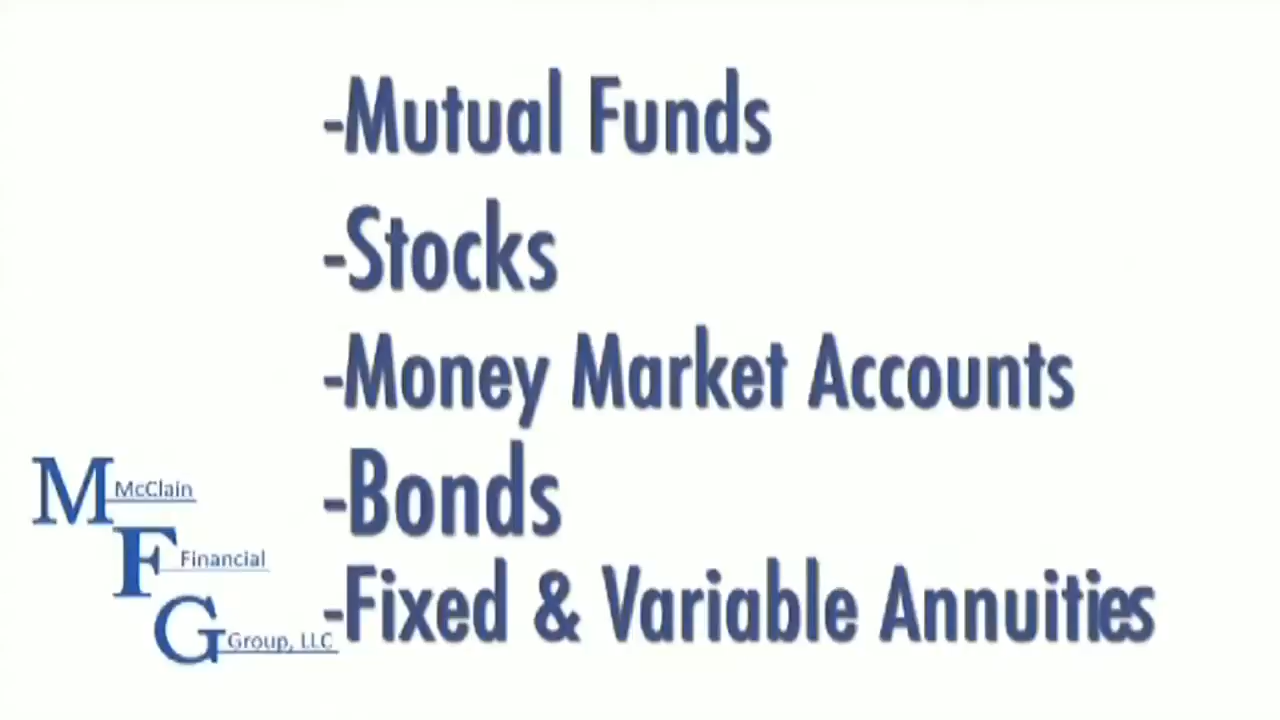 -Mutual Funds
-Stocks
-Money Market Accounts
-Bonds
-Fixed & Variable Annuities
M McClain
F Financial
G Group, LLC